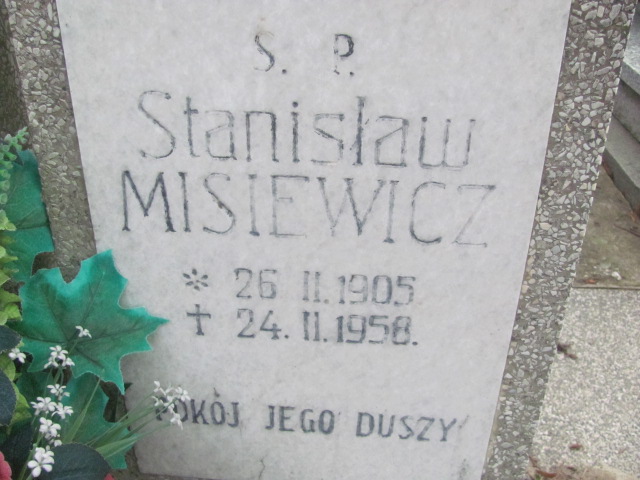 S. P.
Stanisław
MISIEWICZ
* 26 II. 1905
† 24. II. 1958.
POKÓJ JEGO DUSZY